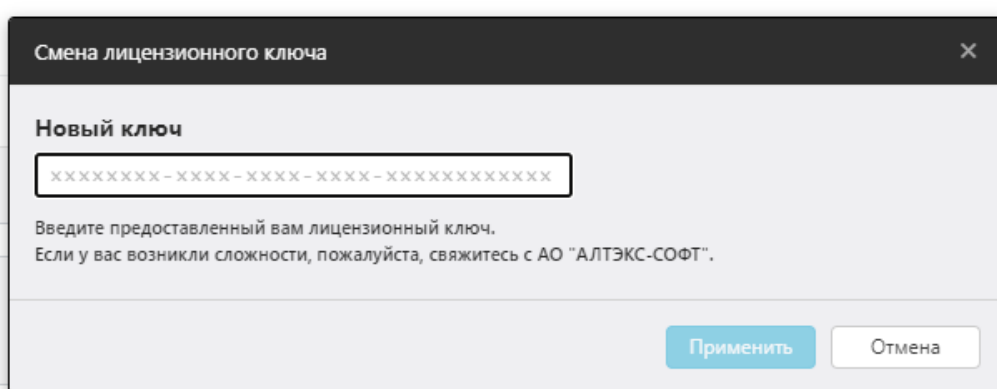 Смена лицензионного ключа
Новый ключ
xxxxxxxx-xxxx-xxxx-xxxx-xxxxxxxxxxxx
Введите предоставленный вам лицензионный ключ.
Если у вас возникли сложности, пожалуйста, свяжитесь с АО "АЛТЭКС-СОФТ".
Применить Отмена